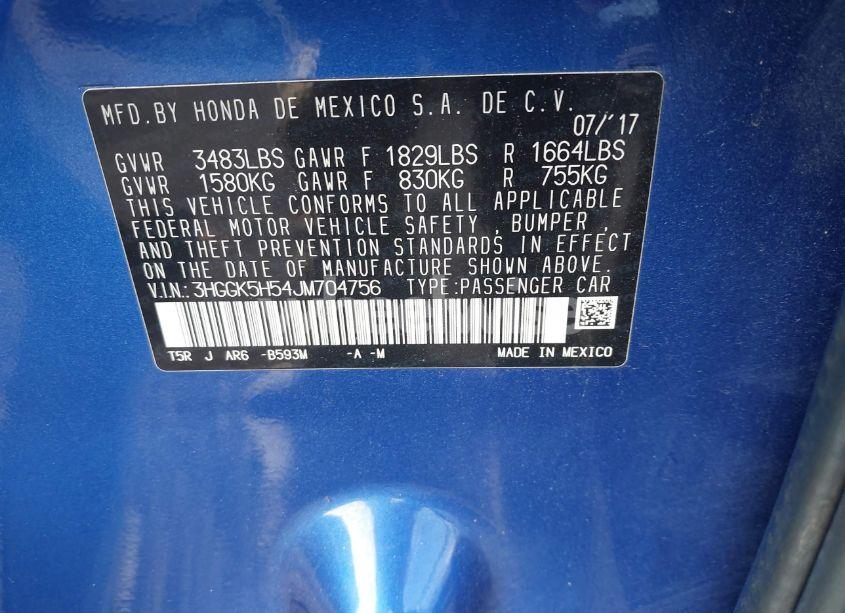 MFD.BY HONDA DE MEXICO S.A. DE C.V.
07/'17
GVWR 3483LBS GAWR F 1829LBS R 1664LBS
GVWR 1580KG GAWR F 830KG R 755KG
THIS VEHICLE CONFORMS TO ALL APPLICABLE
FEDERAL MOTOR VEHICLE SAFETY , BUMPER ,
AND THEFT PREVENTION STANDARDS IN EFFECT
ON THE DATE OF MANUFACTURE SHOWN ABOVE.
V.I.N.: 3HGGK5H54JM704756 TYPE:PASSENGER CAR
T5R J AR6 -B593M -A -M MADE IN MEXICO